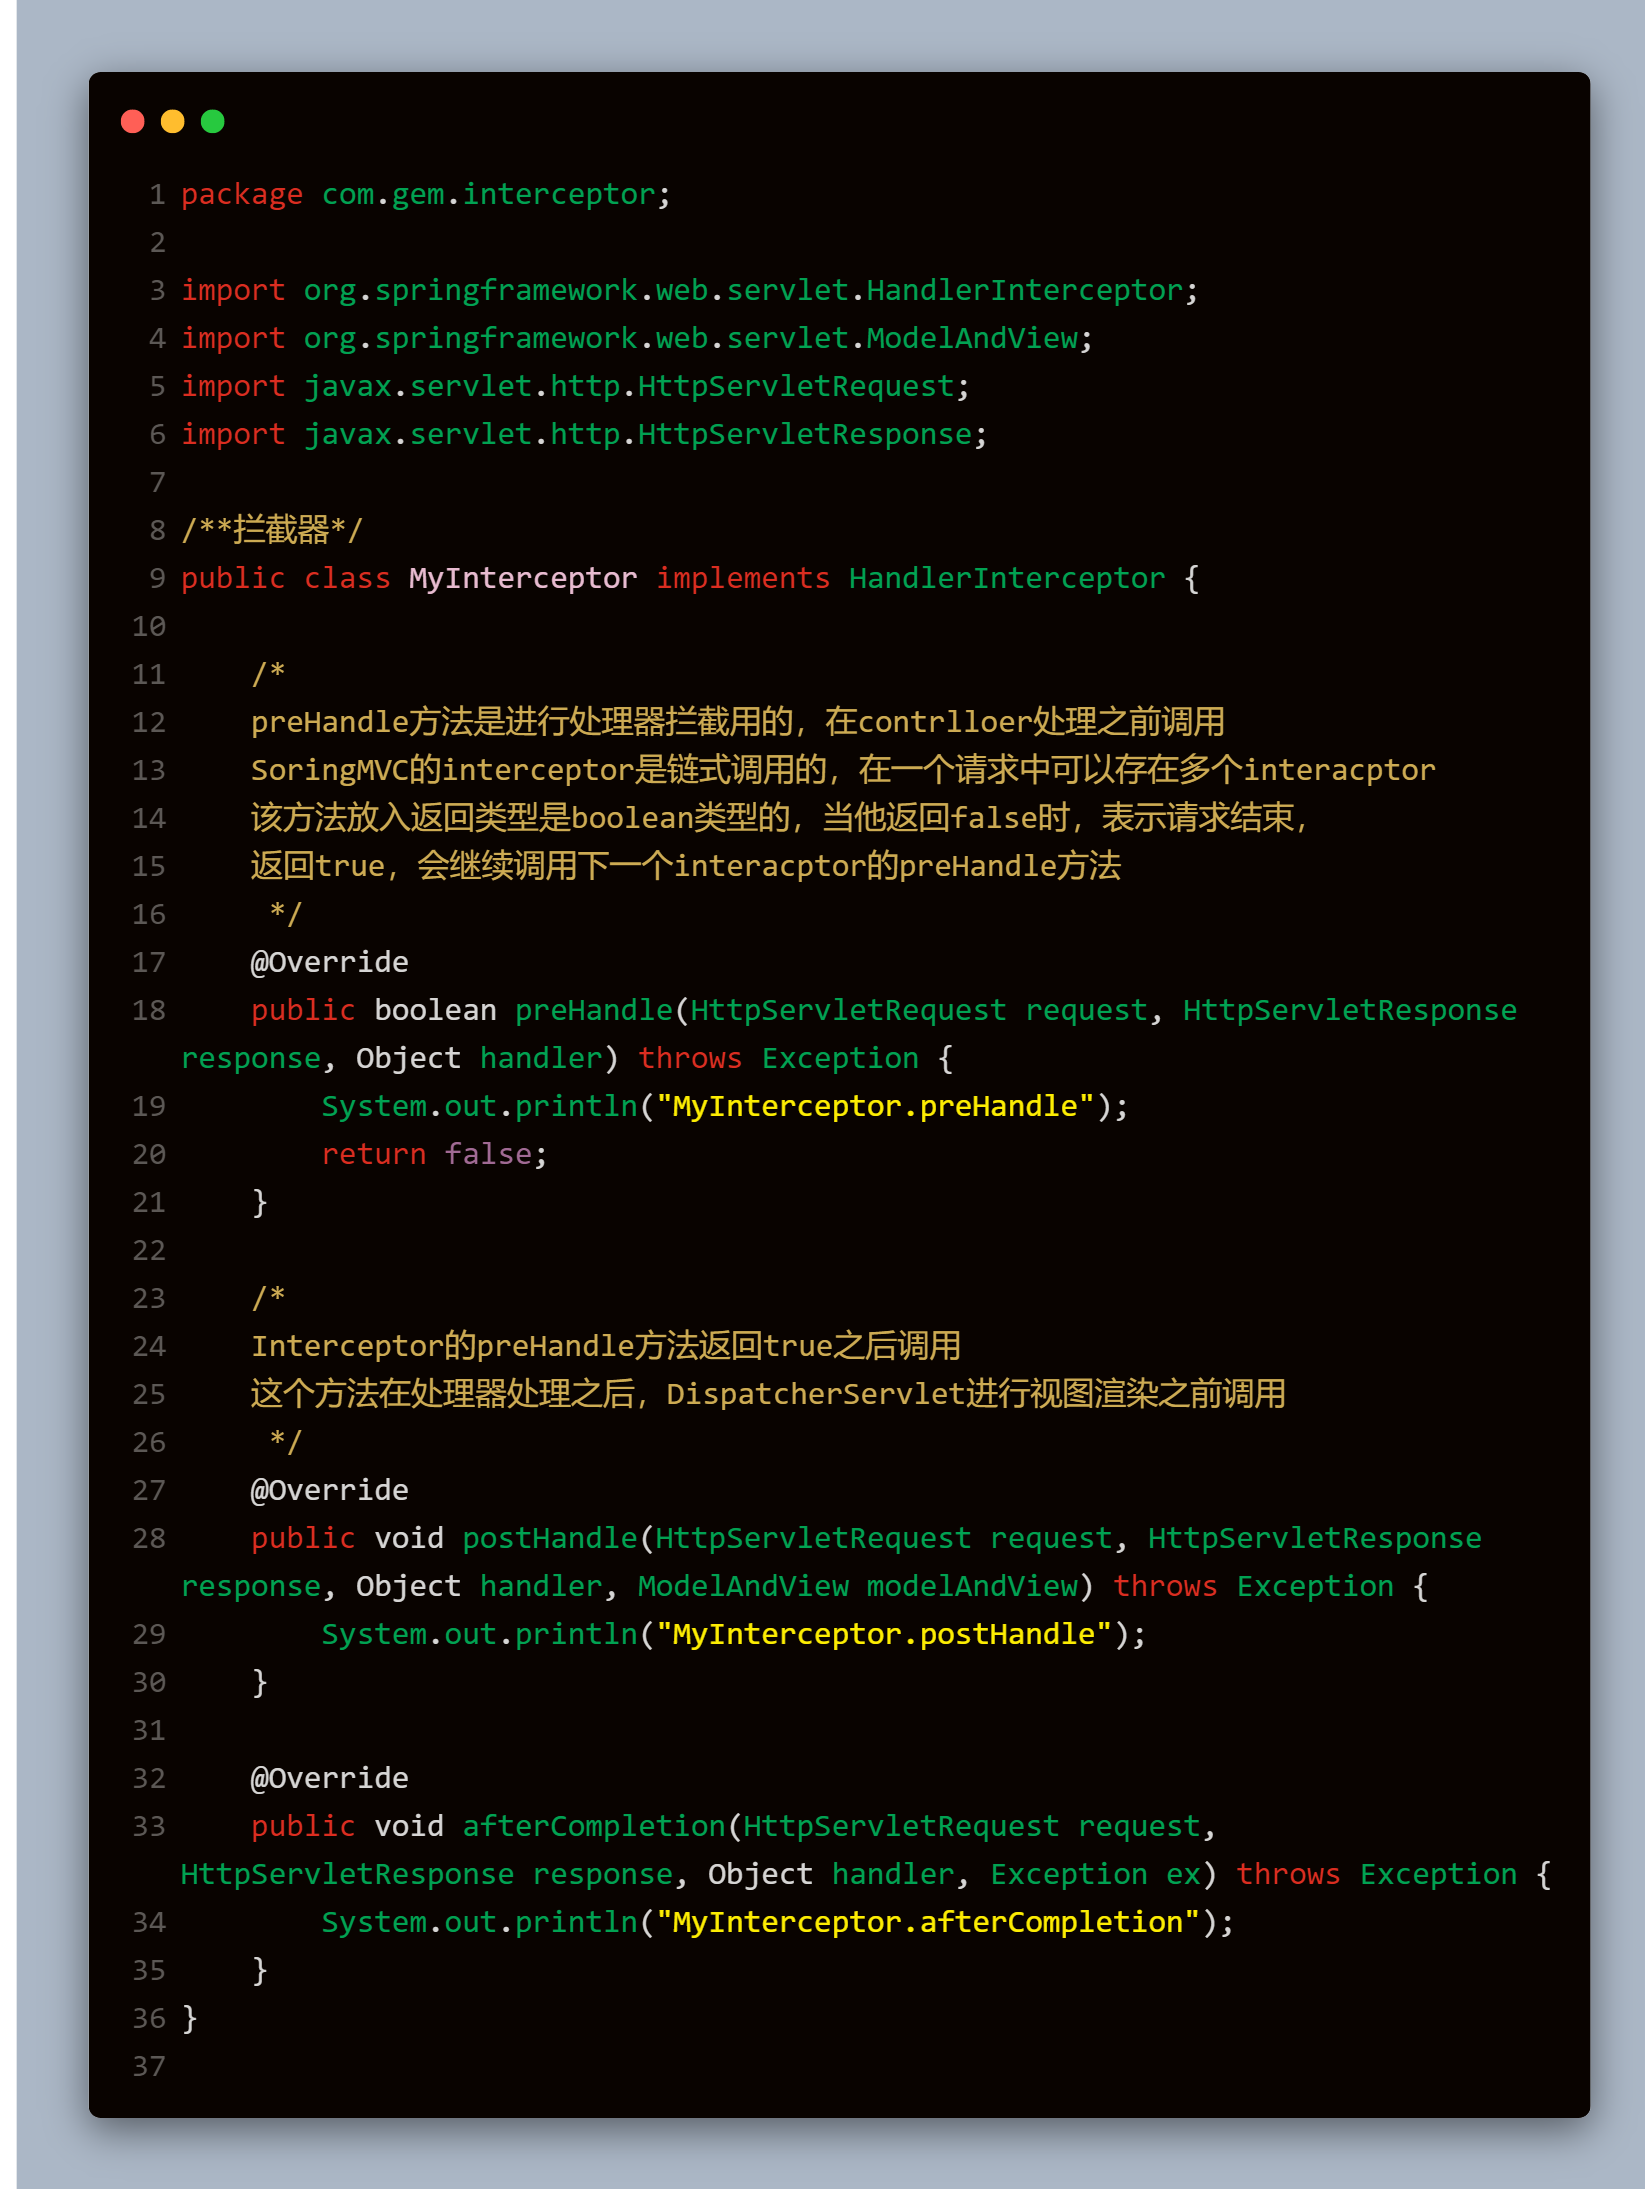 1 package com.gem.interceptor;
2
3 import org.springframework.web.servlet.HandlerInterceptor;
4 import org.springframework.web.servlet.ModelAndView;
5 import javax.servlet.http.HttpServletRequest;
6 import javax.servlet.http.HttpServletResponse;
7
8 /**拦截器*/
9 public class MyInterceptor implements HandlerInterceptor {
10
11     /*
12     preHandle方法是进行处理器拦截用的，在contrlloer处理之前调用
13     SoringMVC的interceptor是链式调用的，在一个请求中可以存在多个interacptor
14     该方法放入返回类型是boolean类型的，当他返回false时，表示请求结束，
15     返回true，会继续调用下一个interacptor的preHandle方法
16      */
17     @Override
18     public boolean preHandle(HttpServletRequest request, HttpServletResponse
response, Object handler) throws Exception {
19         System.out.println("MyInterceptor.preHandle");
20         return false;
21     }
22
23     /*
24     Interceptor的preHandle方法返回true之后调用
25     这个方法在处理器处理之后，DispatcherServlet进行视图渲染之前调用
26      */
27     @Override
28     public void postHandle(HttpServletRequest request, HttpServletResponse
response, Object handler, ModelAndView modelAndView) throws Exception {
29         System.out.println("MyInterceptor.postHandle");
30     }
31
32     @Override
33     public void afterCompletion(HttpServletRequest request,
HttpServletResponse response, Object handler, Exception ex) throws Exception {
34         System.out.println("MyInterceptor.afterCompletion");
35     }
36 }
37